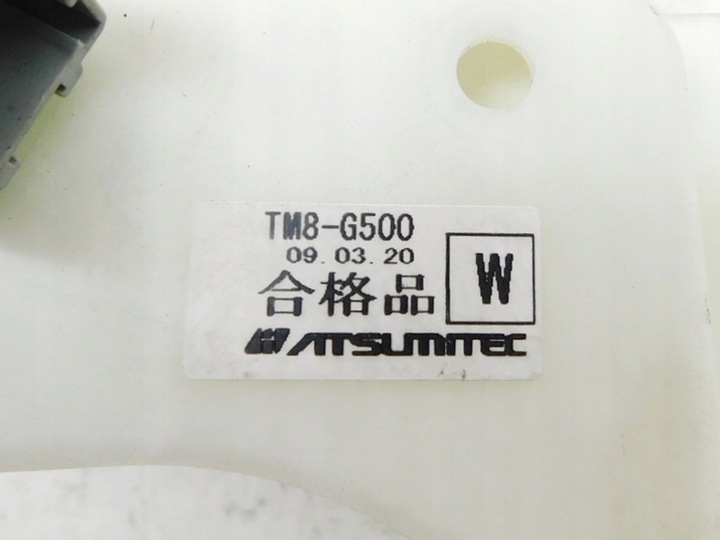 TM8-G500
09.03.20
合格品
W
ATSUMITEC